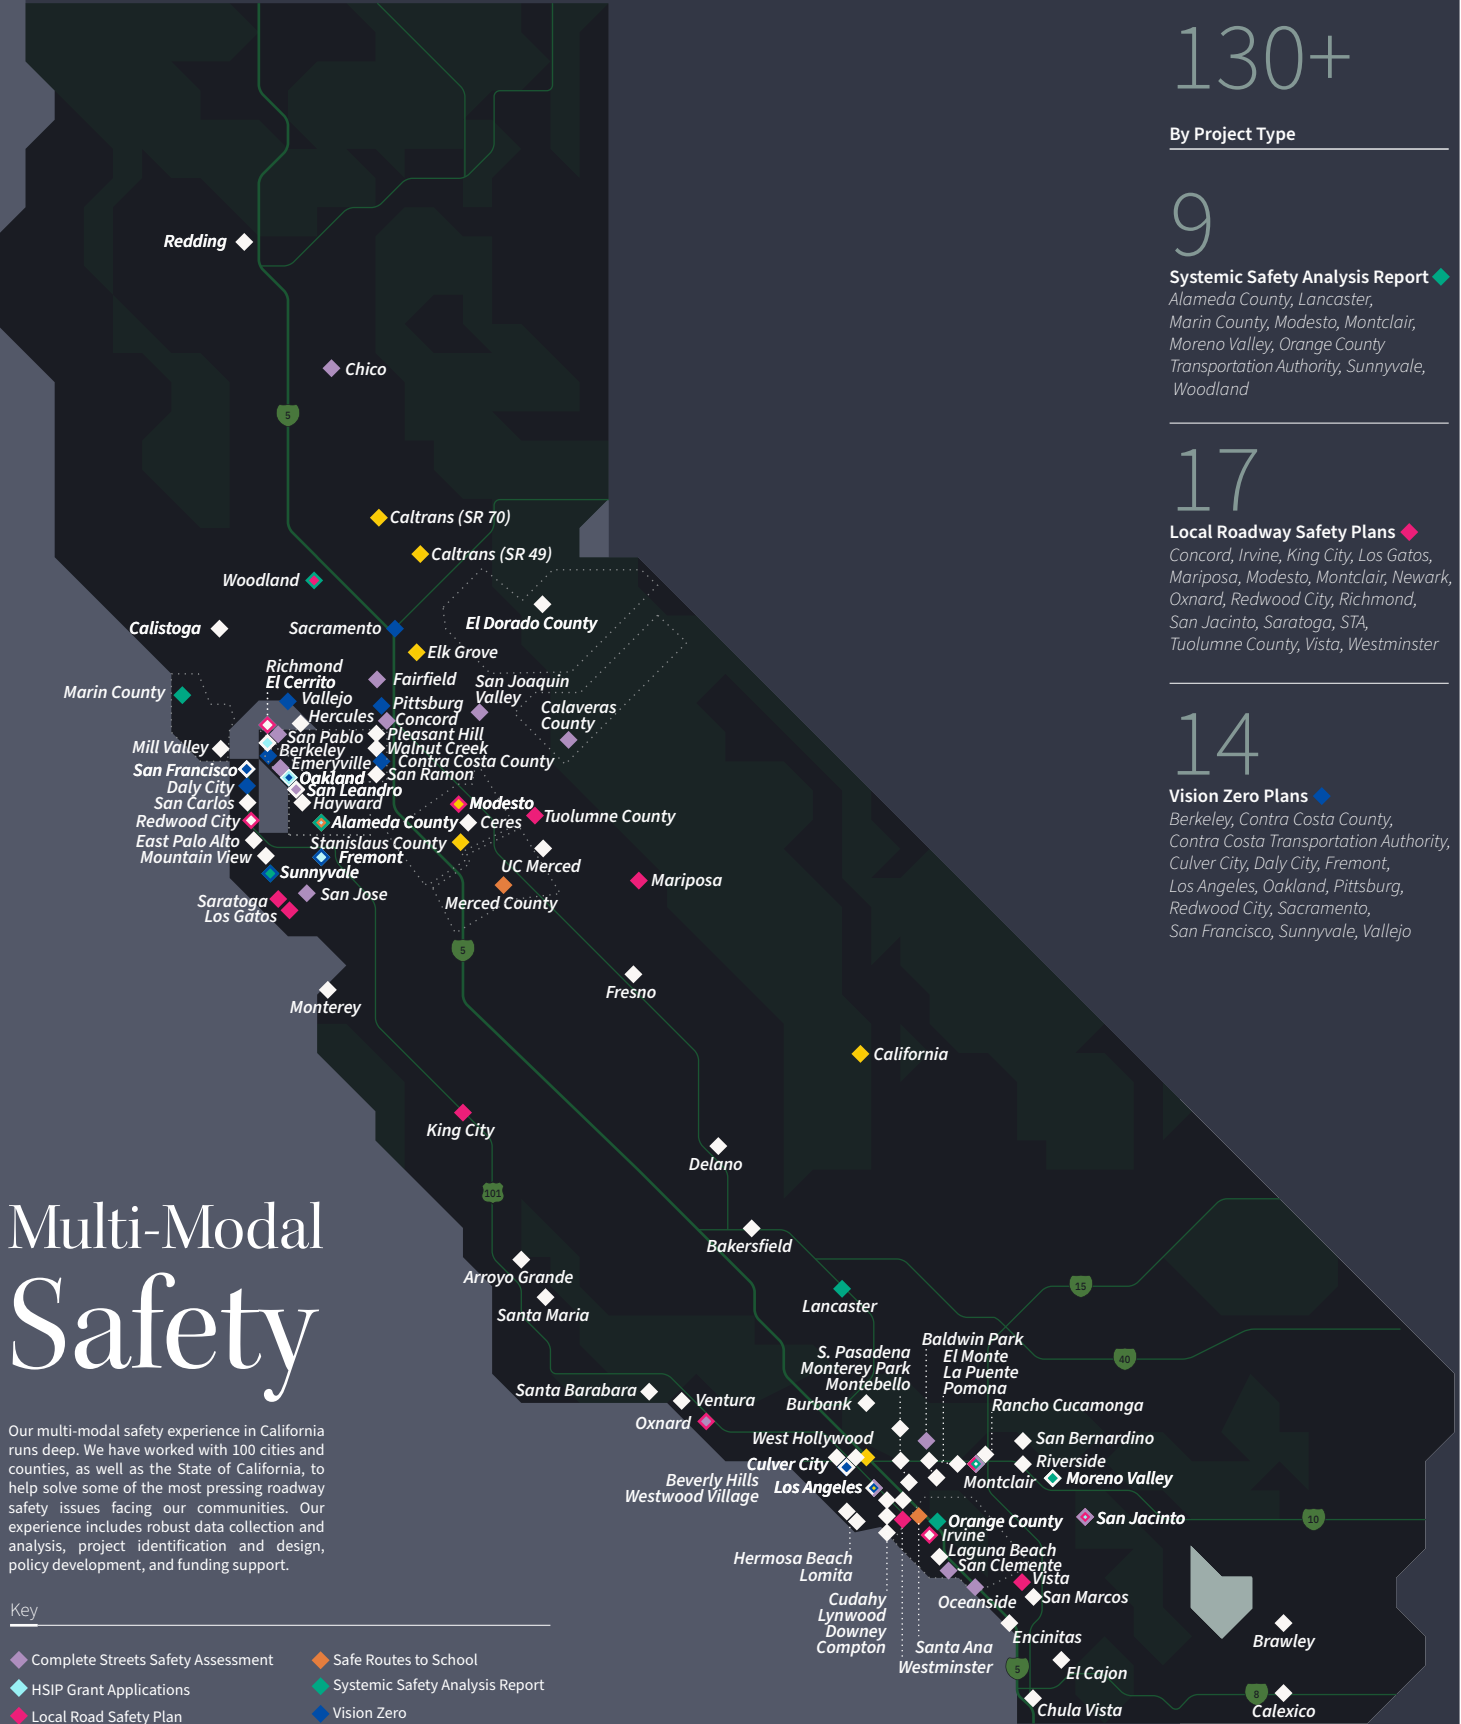 130+
By Project Type
9
Systemic Safety Analysis Report
Alameda County, Lancaster,
Marin County, Modesto, Montclair,
Moreno Valley, Orange County
Transportation Authority, Sunnyvale,
Woodland
17
Local Roadway Safety Plans
Concord, Irvine, King City, Los Gatos,
Mariposa, Modesto, Montclair, Newark,
Oxnard, Redwood City, Richmond,
San Jacinto, Saratoga, STA,
Tuolumne County, Vista, Westminster
14
Vision Zero Plans
Berkeley, Contra Costa County,
Contra Costa Transportation Authority,
Culver City, Daly City, Fremont,
Los Angeles, Oakland, Pittsburg,
Redwood City, Sacramento,
San Francisco, Sunnyvale, Vallejo
Redding
Chico
5
Caltrans (SR 70)
Caltrans (SR 49)
Woodland
El Dorado County
Calistoga
Sacramento
Elk Grove
Richmond
El Cerrito
Fairfield
San Joaquin
Valley
Marin County
Vallejo
Pittsburg
Calaveras
County
Hercules
Concord
San Pablo
Pleasant Hill
Mill Valley
Berkeley
Walnut Creek
Emeryville
Contra Costa County
San Francisco
Oakland
San Ramon
Daly City
San Leandro
San Carlos
Hayward
Modesto
Redwood City
Alameda County
Ceres
Tuolumne County
East Palo Alto
Stanislaus County
Mountain View
Fremont
UC Merced
Sunnyvale
Mariposa
San Jose
Saratoga
Los Gatos
Merced County
5
Fresno
Monterey
California
King City
Delano
101
Bakersfield
Arroyo Grande
Santa Maria
Lancaster
15
40
Baldwin Park
S. Pasadena
Monterey Park
Montebello
El Monte
La Puente
Pomona
Santa Barabara
Ventura
Burbank
Rancho Cucamonga
Oxnard
West Hollywood
San Bernardino
Culver City
Riverside
Beverly Hills
Westwood Village
Los Angeles
Montclair
Moreno Valley
Orange County
San Jacinto
10
Irvine
Laguna Beach
San Clemente
Hermosa Beach
Lomita
Vista
Oceanside
San Marcos
Cudahy
Lynwood
Downey
Compton
Santa Ana
Westminster
Encinitas
Brawley
5
El Cajon
8
Chula Vista
Calexico
Multi-Modal
Safety
Our multi-modal safety experience in California
runs deep. We have worked with 100 cities and
counties, as well as the State of California, to
help solve some of the most pressing roadway
safety issues facing our communities. Our
experience includes robust data collection and
analysis, project identification and design,
policy development, and funding support.
Key
Complete Streets Safety Assessment
HSIP Grant Applications
Local Road Safety Plan
Safe Routes to School
Systemic Safety Analysis Report
Vision Zero